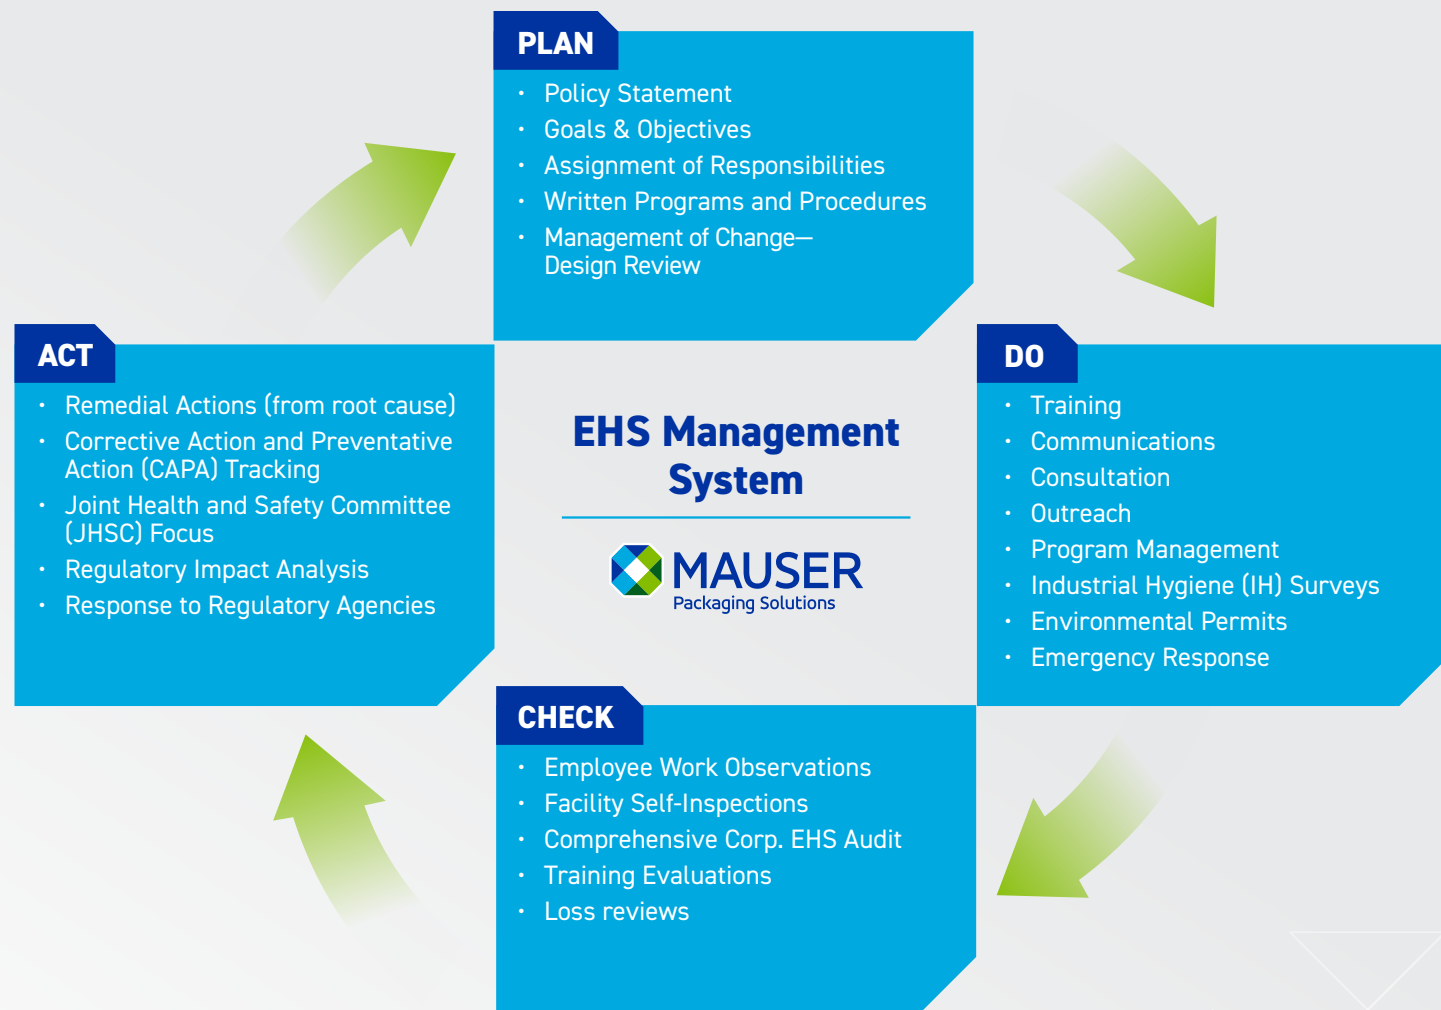 PLAN
· Policy Statement
· Goals & Objectives
· Assignment of Responsibilities
· Written Programs and Procedures
· Management of Change—
Design Review
DO
· Training
· Communications
· Consultation
· Outreach
· Program Management
· Industrial Hygiene (IH) Surveys
· Environmental Permits
· Emergency Response
CHECK
· Employee Work Observations
· Facility Self-Inspections
· Comprehensive Corp. EHS Audit
· Training Evaluations
· Loss reviews
ACT
· Remedial Actions (from root cause)
· Corrective Action and Preventative
Action (CAPA) Tracking
· Joint Health and Safety Committee
(JHSC) Focus
· Regulatory Impact Analysis
· Response to Regulatory Agencies
EHS Management
System
MAUSER
Packaging Solutions